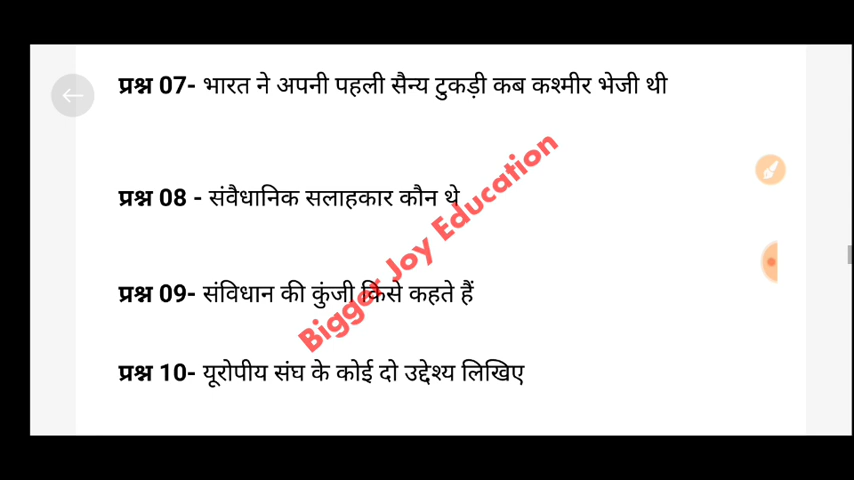 प्रश्न 07- भारत ने अपनी पहली सैन्य टुकड़ी कब कश्मीर भेजी थी
प्रश्न 08 - संवैधानिक सलाहकार कौन थे
Bigger Joy Education
प्रश्न 09- संविधान की कुंजी किसे कहते हैं
प्रश्न 10- यूरोपीय संघ के कोई दो उद्देश्य लिखिए